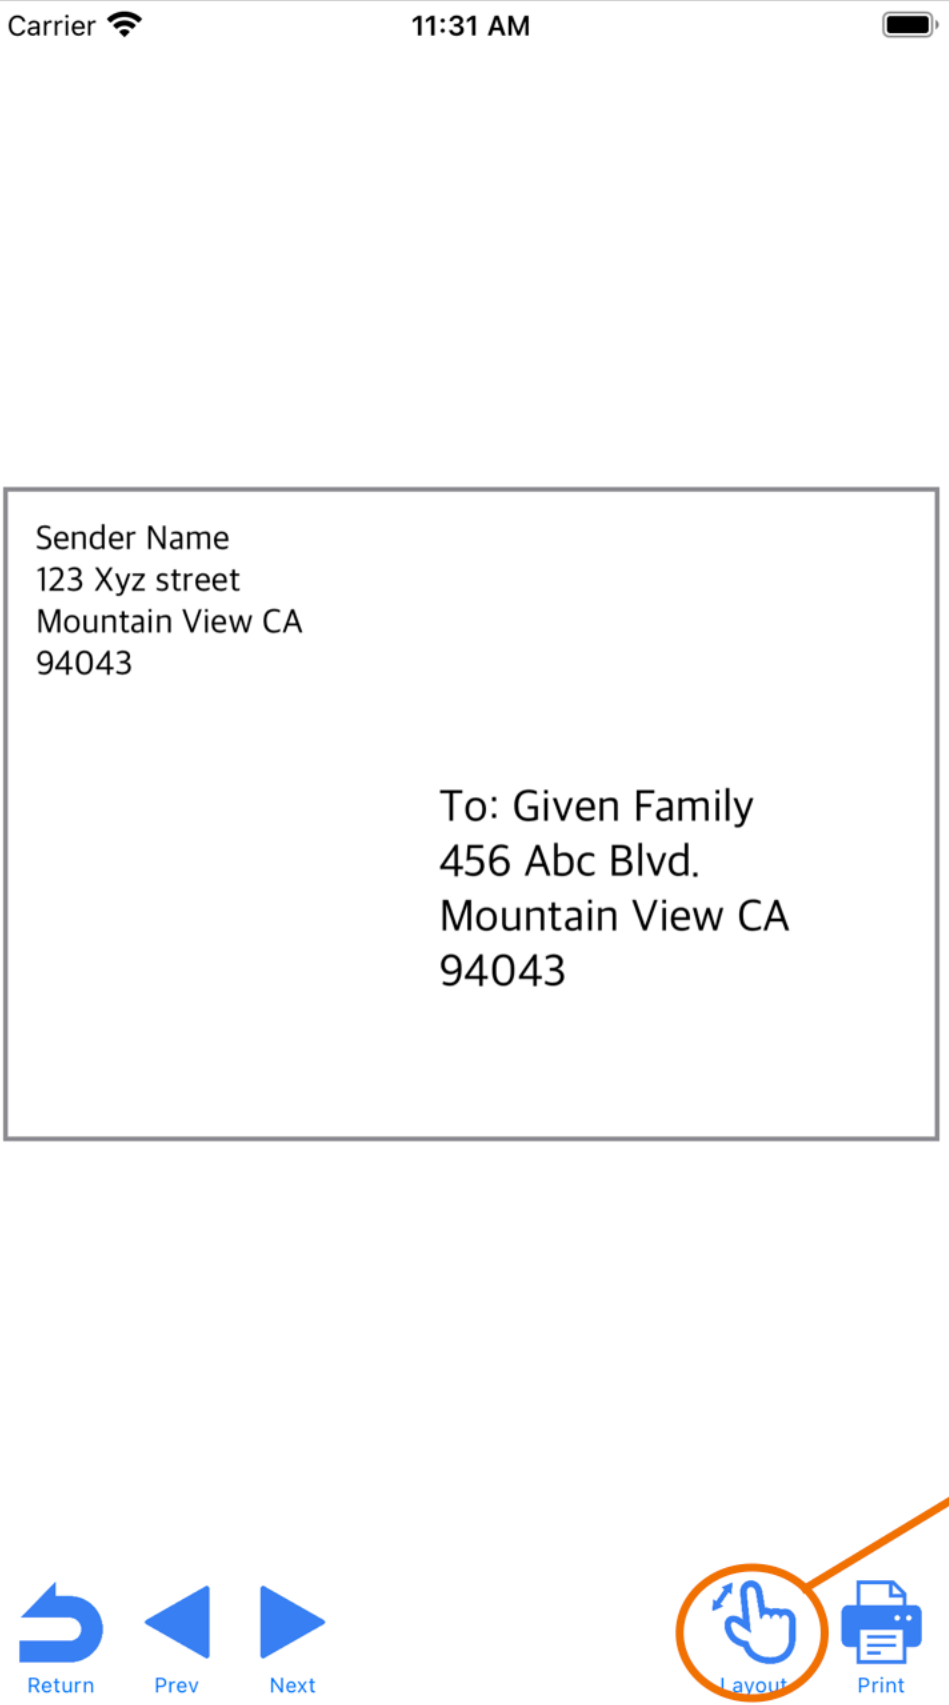 Carrier 11:31 AM
Sender Name
123 Xyz street
Mountain View CA
94043
To: Given Family
456 Abc Blvd.
Mountain View CA
94043
Return Prev Next Layout Print